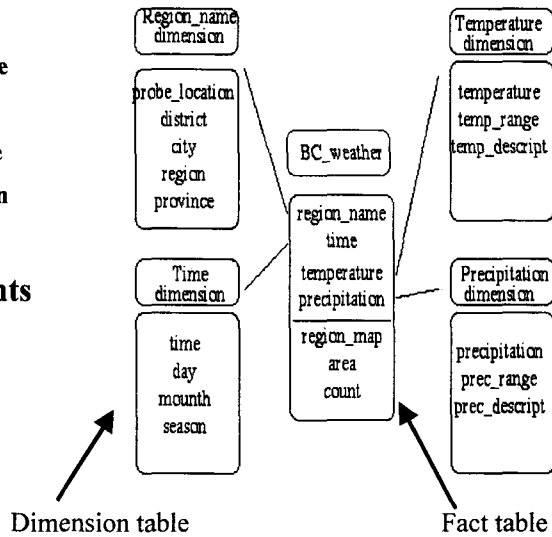 Region_name
dimension
probe_location
district
city
region
province
Time
dimension
time
day
mounth
season
BC_weather
region_name
time
temperature
precipitation
region_map
area
count
Temperature
dimension
temperature
temp_range
temp_descript
Precipitation
dimension
precipitation
prec_range
prec_descript
e
e
n
nts
Dimension table
Fact table